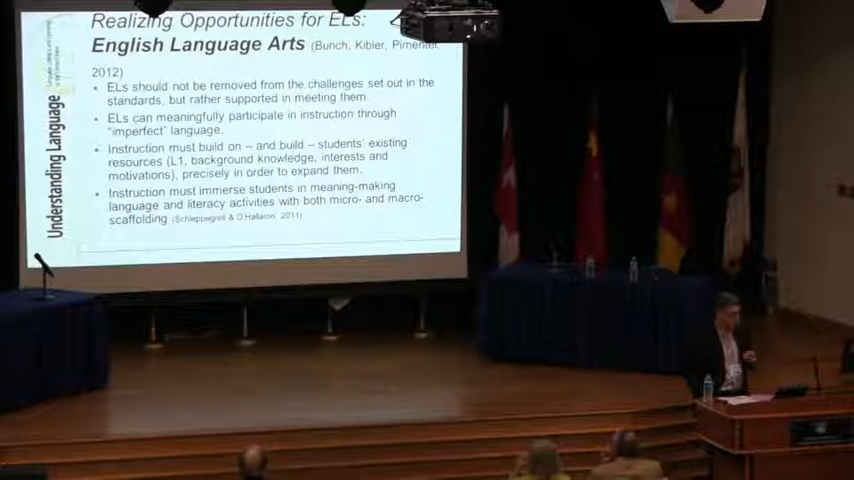 Realizing Opportunities for ELs:
English Language Arts (Bunch, Kibler, Pimentel,
2012)
• ELs should not be removed from the challenges set out in the
standards, but rather supported in meeting them.
• ELs can meaningfully participate in instruction through
“imperfect” language.
• Instruction must build on – and build – students’ existing
resources (L1, background knowledge, interests and
motivations), precisely in order to expand them.
• Instruction must immerse students in meaning-making
language and literacy activities with both micro- and macro-
scaffolding (Schleppegrell & O'Hallaron, 2011)
Understanding Language